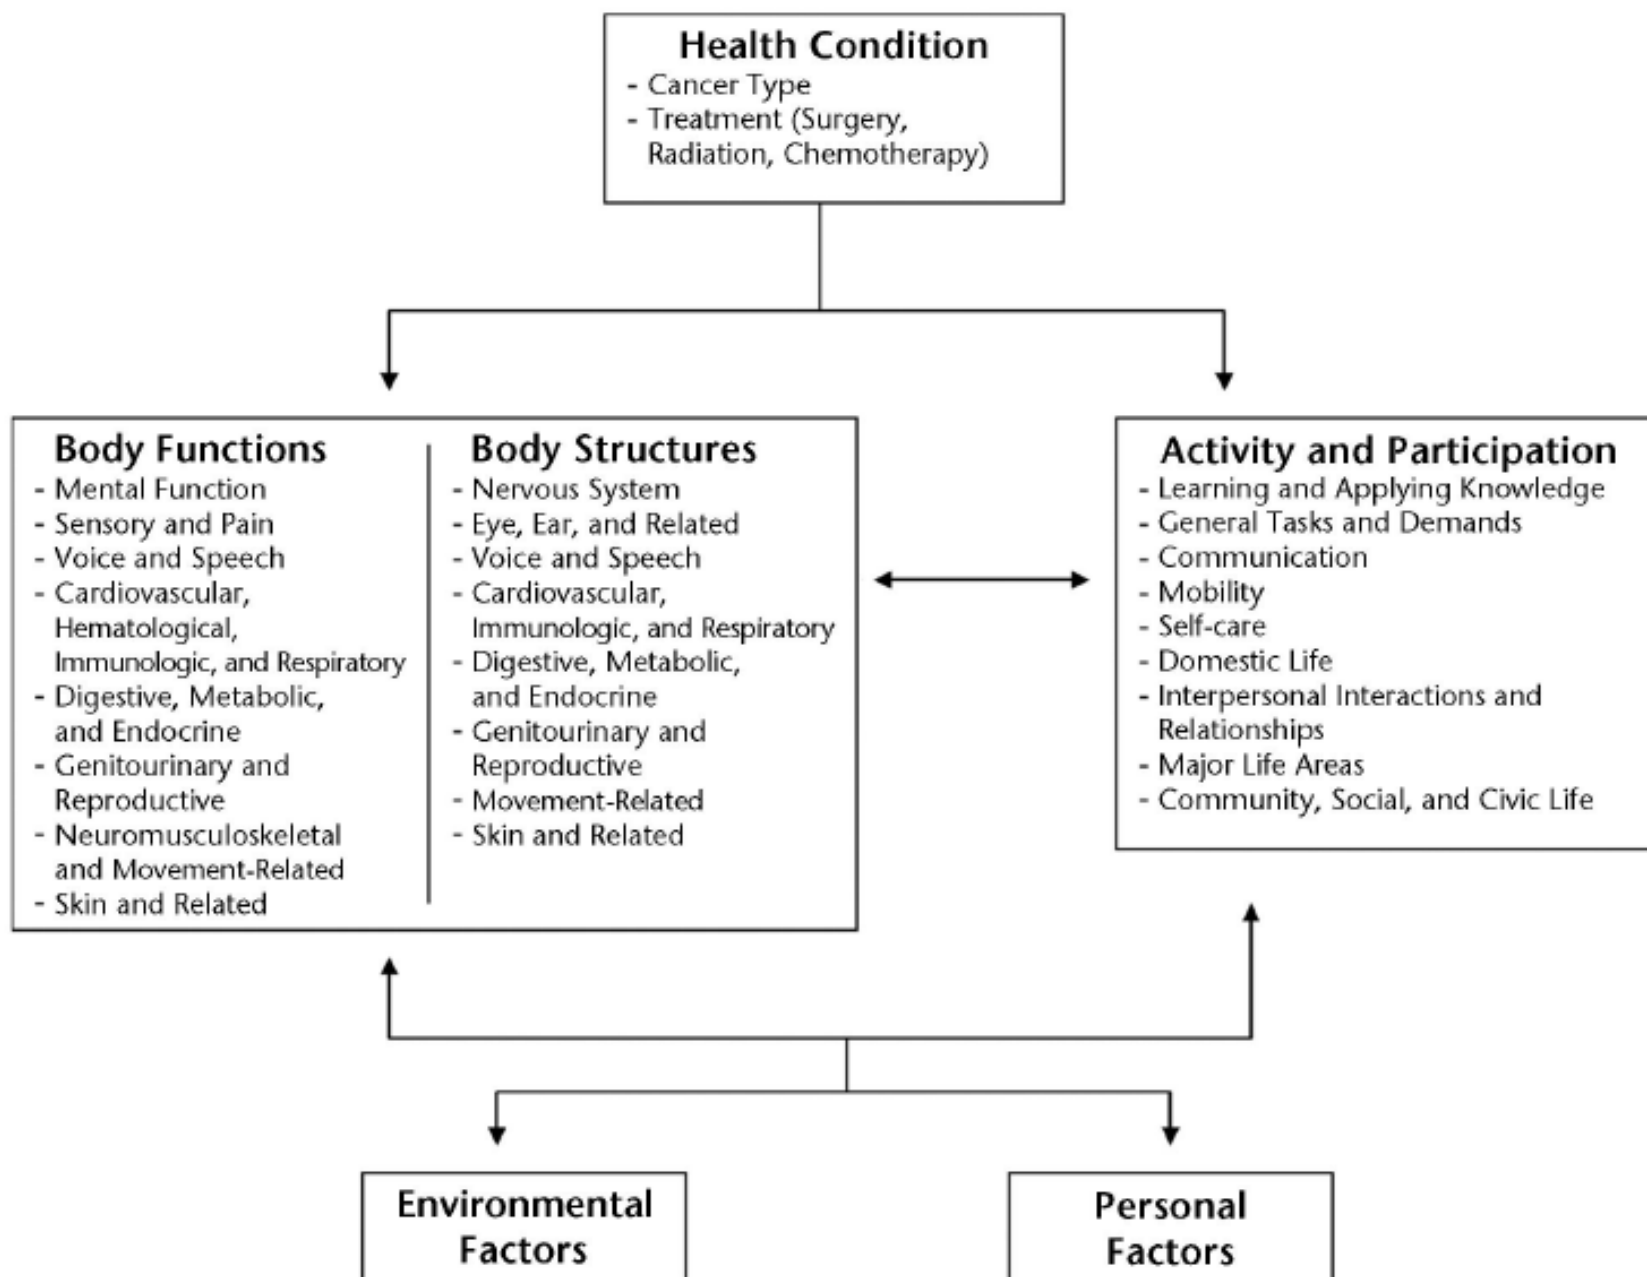 Health Condition
- Cancer Type
- Treatment (Surgery,
Radiation, Chemotherapy)
Body Functions
- Mental Function
- Sensory and Pain
- Voice and Speech
- Cardiovascular,
Hematological,
Immunologic, and Respiratory
- Digestive, Metabolic,
and Endocrine
- Genitourinary and
Reproductive
- Neuromusculoskeletal
and Movement-Related
- Skin and Related
Body Structures
- Nervous System
- Eye, Ear, and Related
- Voice and Speech
- Cardiovascular,
Immunologic, and Respiratory
- Digestive, Metabolic,
and Endocrine
- Genitourinary and
Reproductive
- Movement-Related
- Skin and Related
Activity and Participation
- Learning and Applying Knowledge
- General Tasks and Demands
- Communication
- Mobility
- Self-care
- Domestic Life
- Interpersonal Interactions and
Relationships
- Major Life Areas
- Community, Social, and Civic Life
Environmental
Factors
Personal
Factors